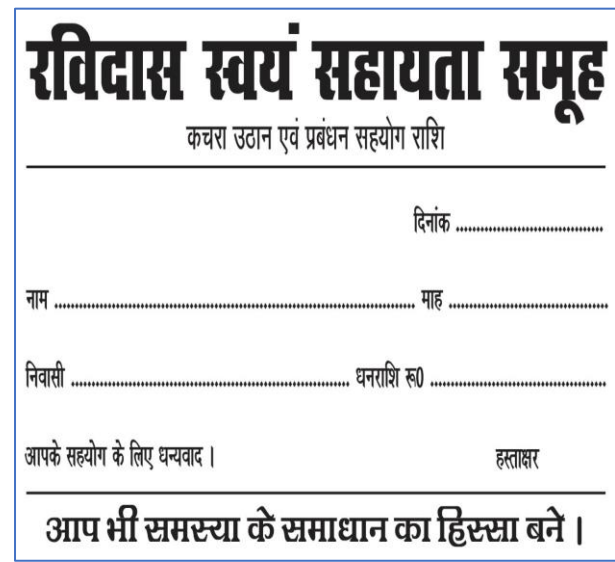 रविदास स्वयं सहायता समूह
कचरा उठान एवं प्रबंधन सहयोग राशि
दिनांक ....................................
नाम ........................................................................................ माह .......................................
निवासी .................................................................... धनराशि रू0 ...........................................
आपके सहयोग के लिए धन्यवाद । हस्ताक्षर
आप भी समस्या के समाधान का हिस्सा बने ।